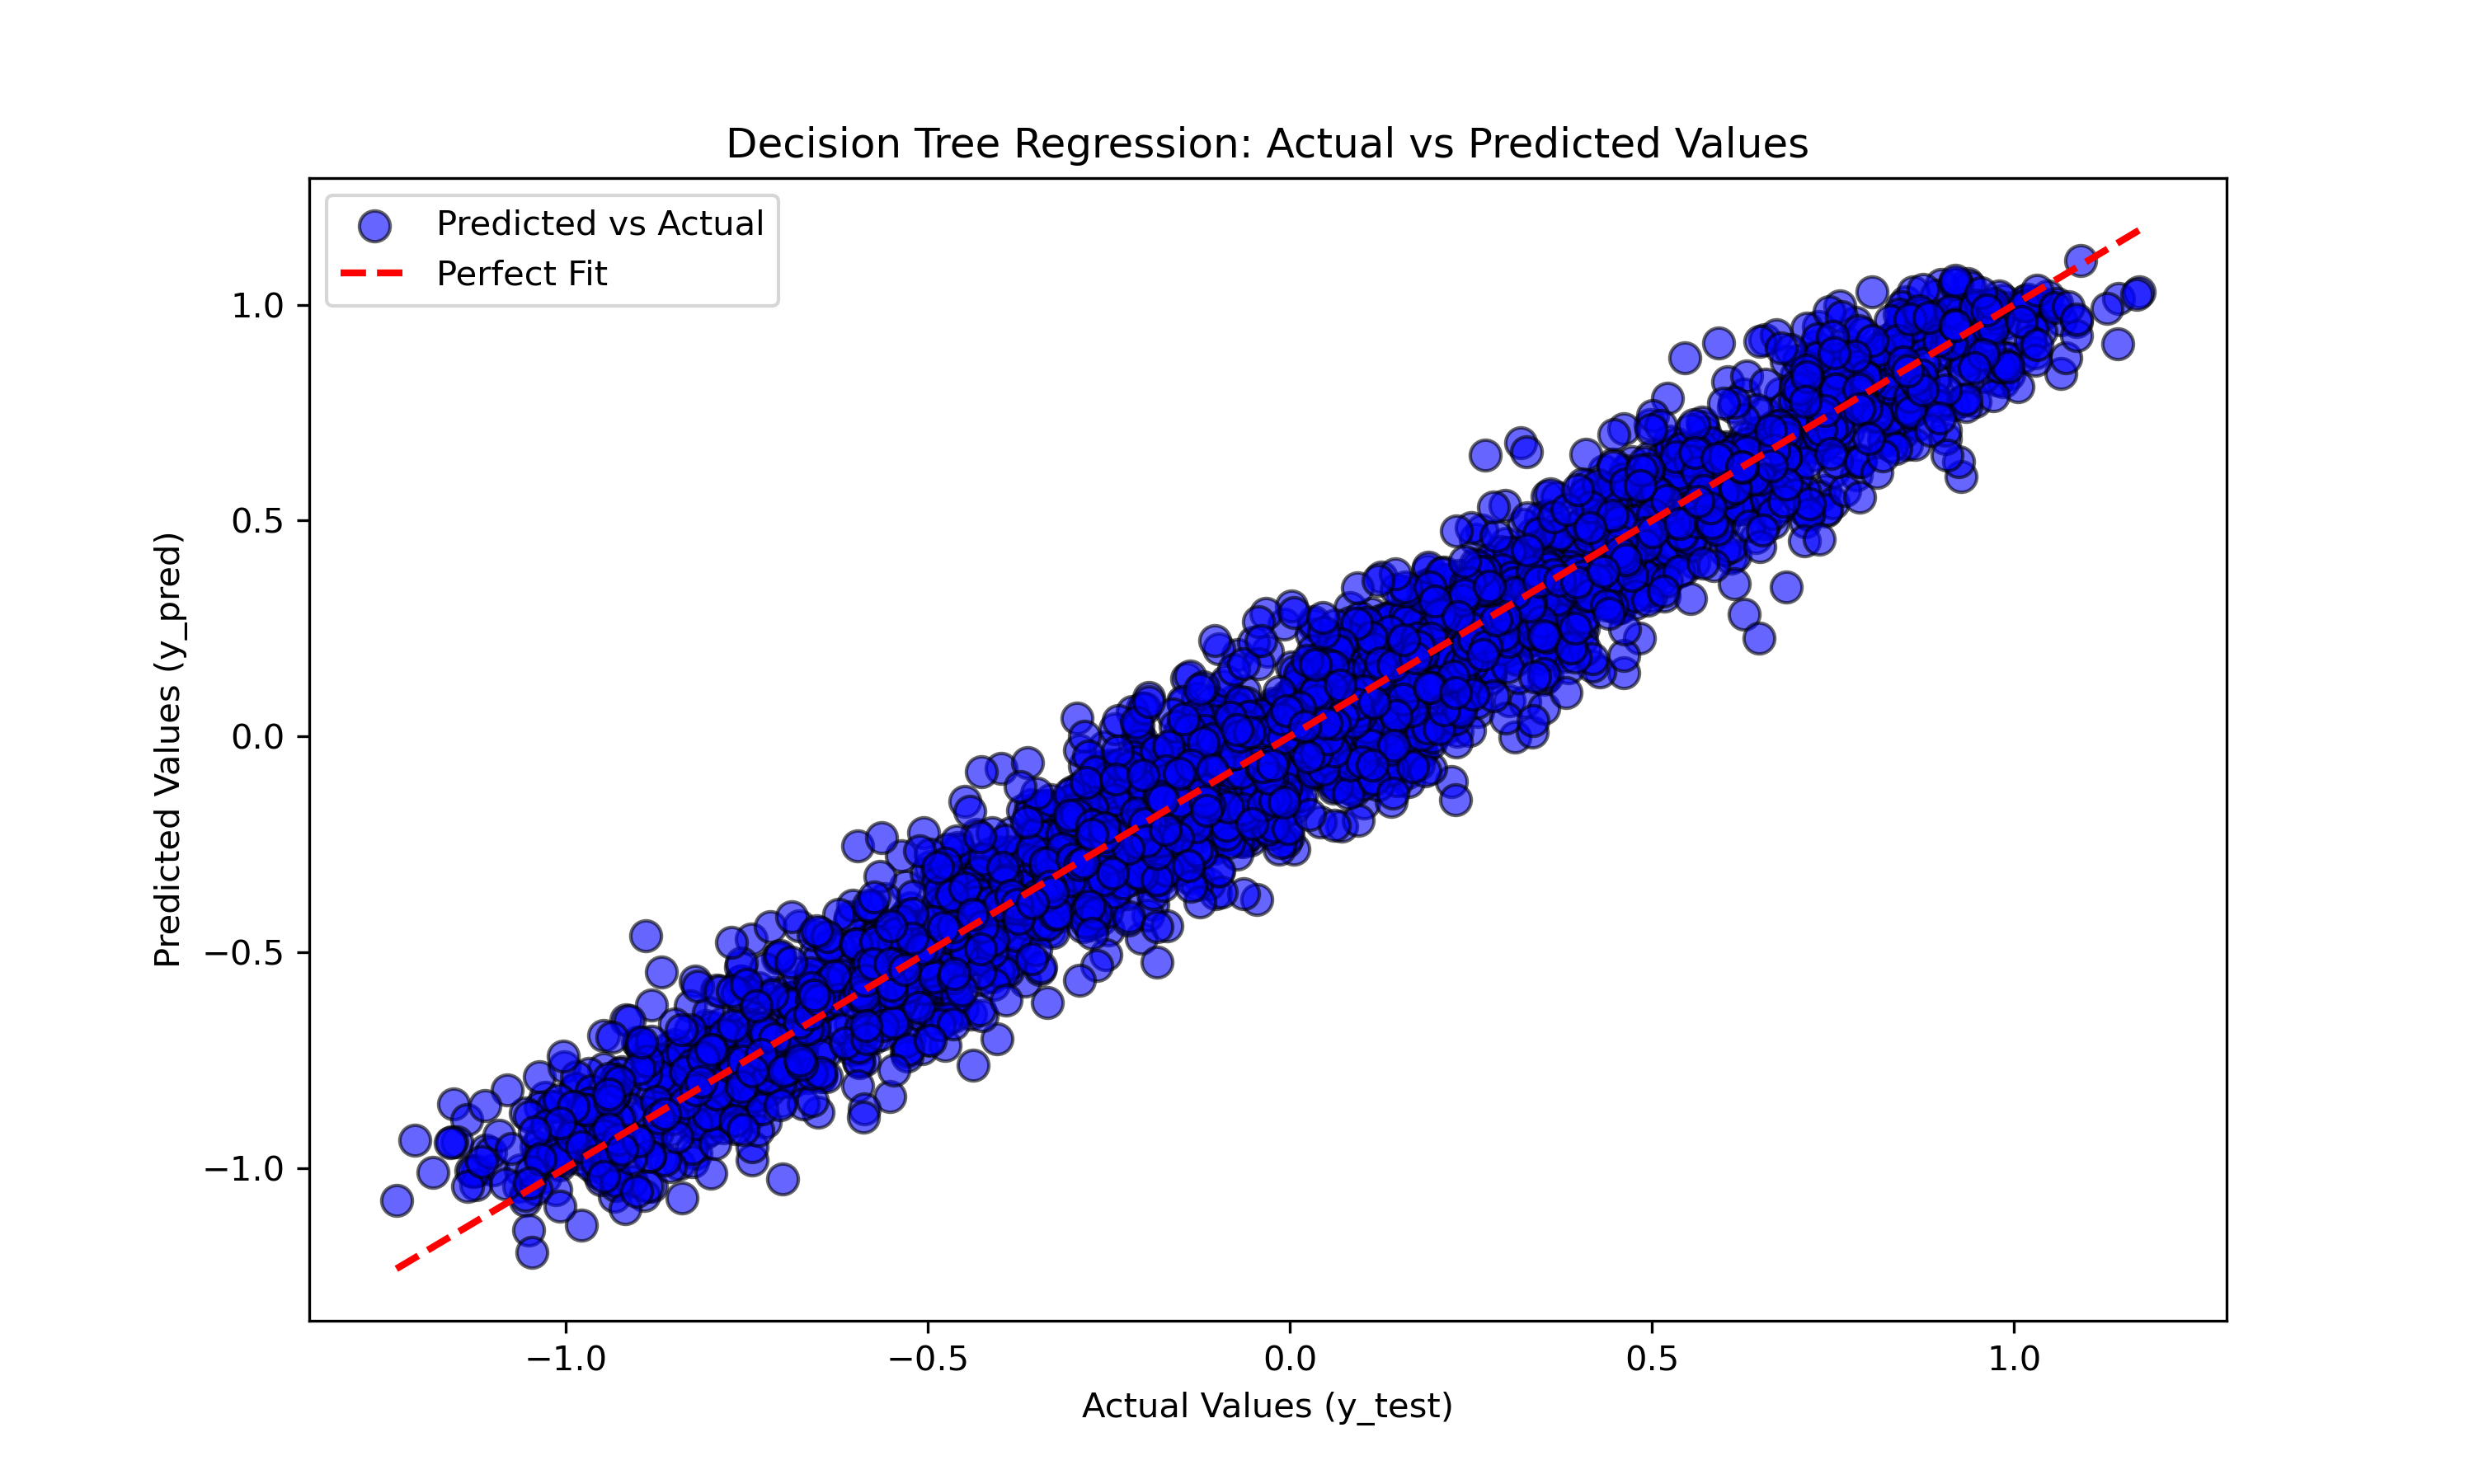 Decision Tree Regression: Actual vs Predicted Values
Predicted vs Actual
Perfect Fit
1.0
0.5
0.0
−0.5
−1.0
Predicted Values (y_pred)
−1.0 −0.5 0.0 0.5 1.0
Actual Values (y_test)